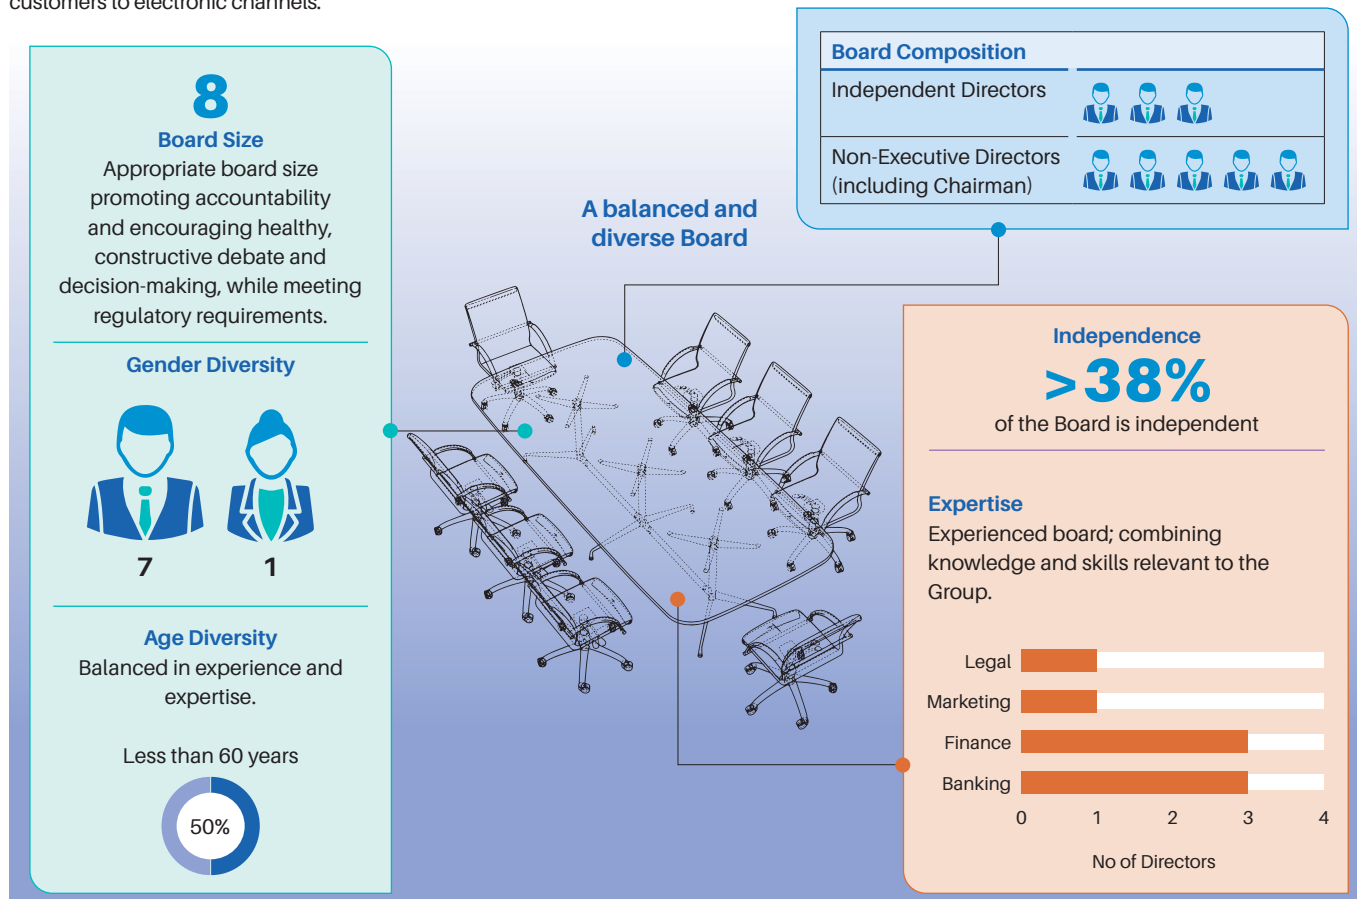 customers to electronic channels.
8
Board Size
Appropriate board size
promoting accountability
and encouraging healthy,
constructive debate and
decision-making, while meeting
regulatory requirements.
Gender Diversity
7 1
Age Diversity
Balanced in experience and
expertise.
Less than 60 years
50%
A balanced and
diverse Board
Board Composition
Independent Directors
Non-Executive Directors
(including Chairman)
Independence
>38%
of the Board is independent
Expertise
Experienced board; combining
knowledge and skills relevant to the
Group.
Legal
Marketing
Finance
Banking
0 1 2 3 4
No of Directors